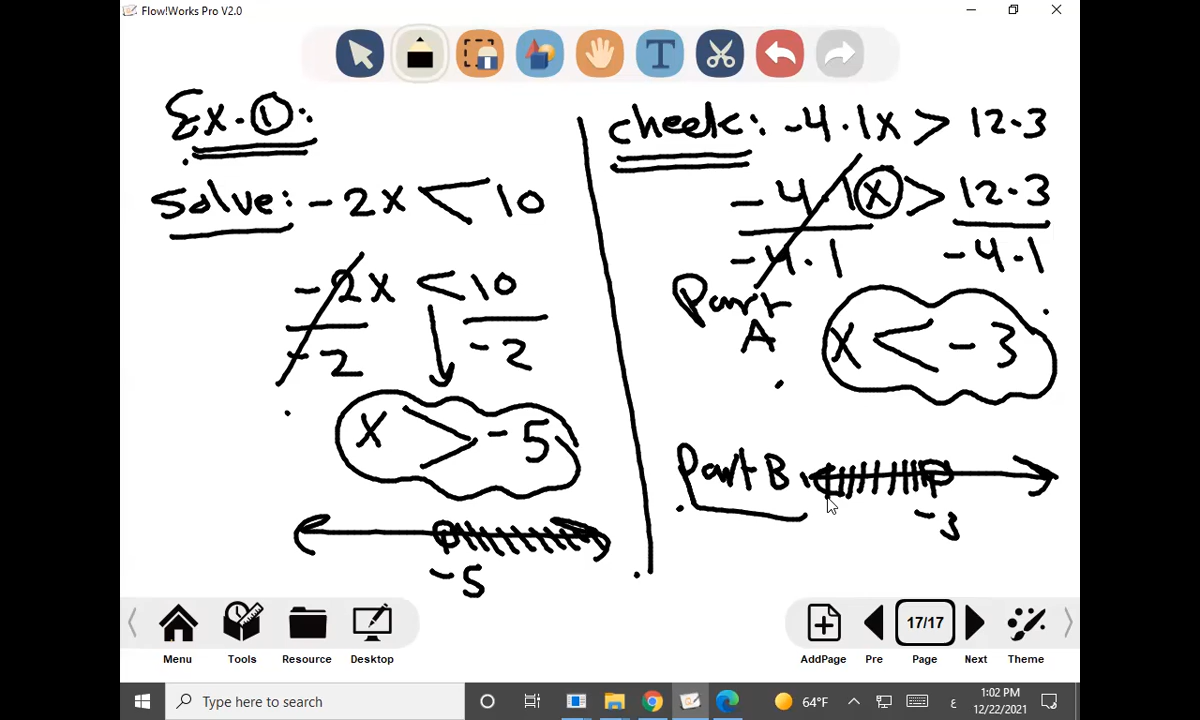 Flow!Works Pro V2.0
Ex. ①:
Solve: -2x < 10
-2x < 10
-2 -2
x > -5
-5
check: -4.1x > 12.3
-4.1x > 12.3
-4.1 -4.1
Part
A
x < -3
Part B
-3
17/17
Menu Tools Resource Desktop
AddPage Pre Page Next Theme
Type here to search
64°F
ع
1:02 PM
12/22/2021